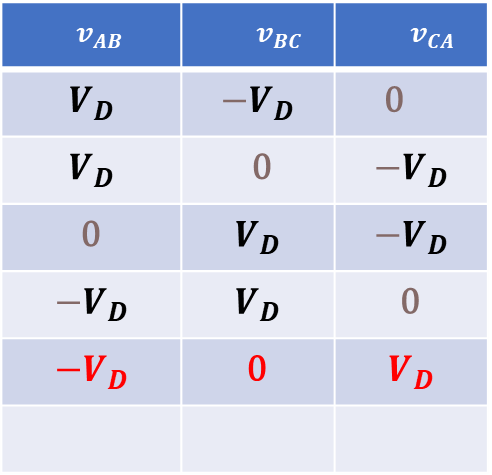 v_AB v_BC v_CA
V_D −V_D 0
V_D 0 −V_D
0 V_D −V_D
−V_D V_D 0
−V_D 0 V_D